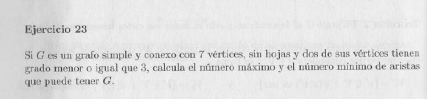 Ejercicio 23
Si G es un grafo simple y conexo con 7 vértices, sin hojas y dos de sus vértices tienen
grado menor o igual que 3, calcula el número máximo y el número mínimo de aristas
que puede tener G.